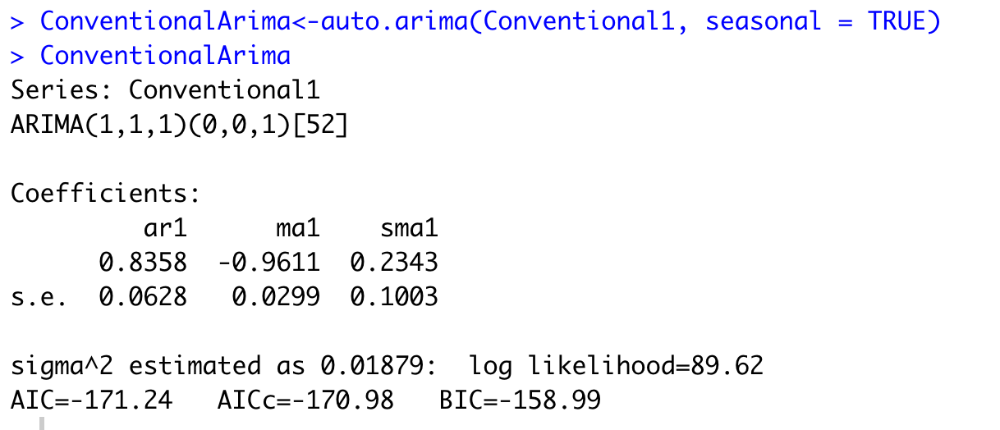 > ConventionalArima<-auto.arima(Conventional1, seasonal = TRUE)
> ConventionalArima
Series: Conventional1
ARIMA(1,1,1)(0,0,1)[52]
Coefficients:
ar1 ma1 sma1
0.8358 -0.9611 0.2343
s.e. 0.0628 0.0299 0.1003
sigma^2 estimated as 0.01879: log likelihood=89.62
AIC=-171.24 AICc=-170.98 BIC=-158.99